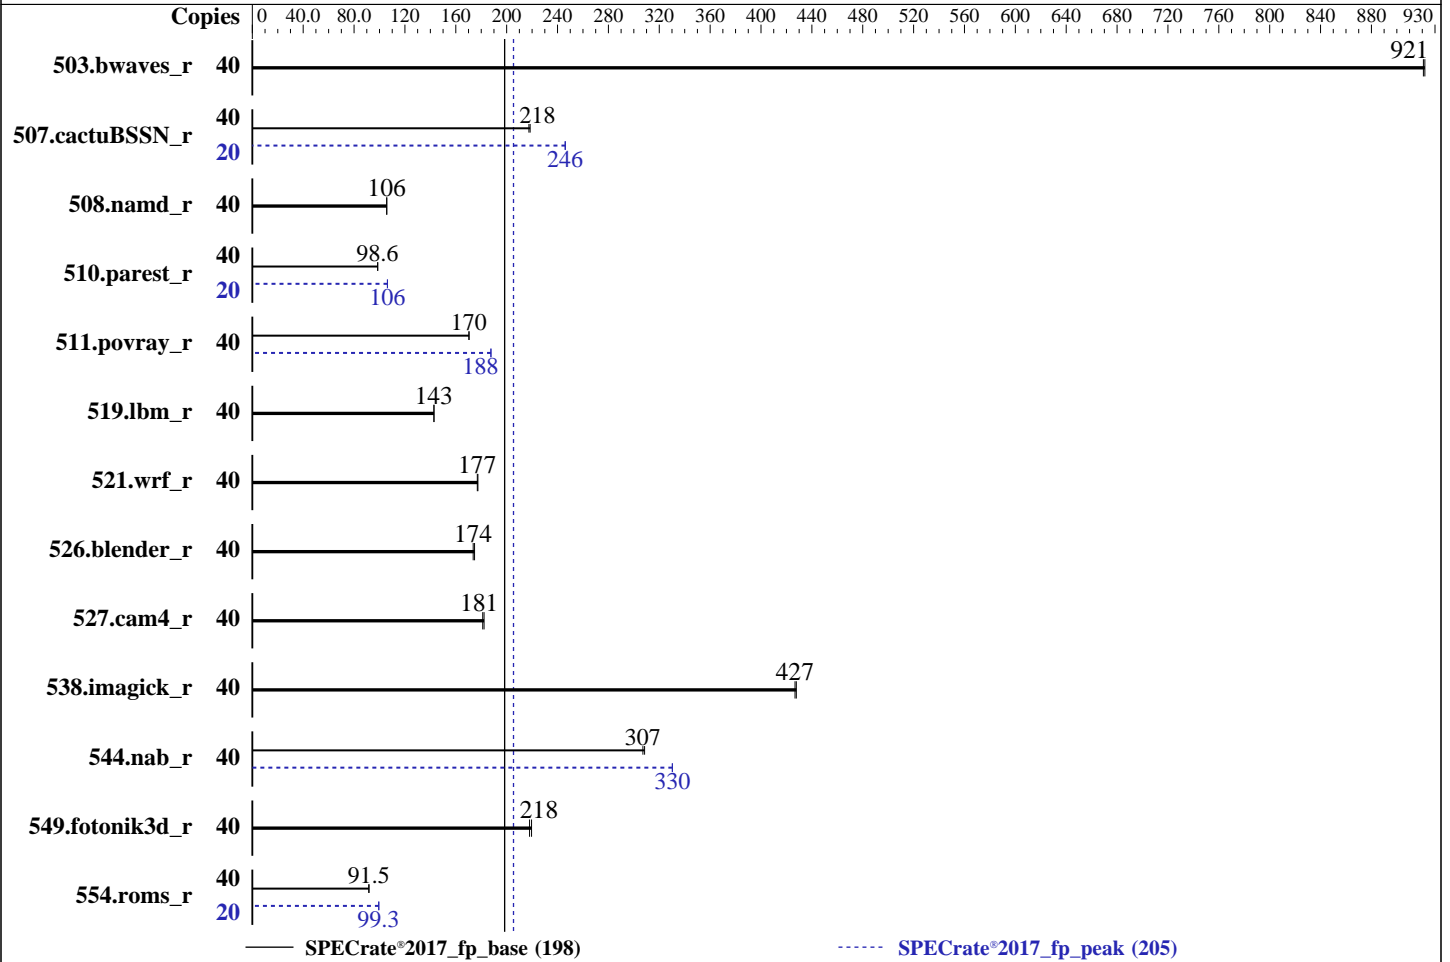 Copies 0 40.0 80.0 120 160 200 240 280 320 360 400 440 480 520 560 600 640 680 720 760 800 840 880 930
503.bwaves_r 40 921
507.cactuBSSN_r 40 218
20 246
508.namd_r 40 106
510.parest_r 40 98.6
20 106
511.povray_r 40 170
188
519.lbm_r 40 143
521.wrf_r 40 177
526.blender_r 40 174
527.cam4_r 40 181
538.imagick_r 40 427
544.nab_r 40 307
330
549.fotonik3d_r 40 218
554.roms_r 40 91.5
20 99.3
SPECrate®2017_fp_base (198) SPECrate®2017_fp_peak (205)